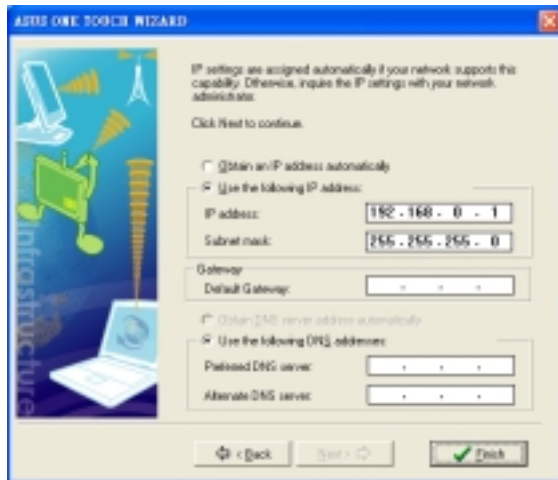 ASUS ONE TOUCH WIZARD
IP settings are assigned automatically if your network supports this
capability. Otherwise, inquire the IP settings with your network
administrator.
Click Next to continue.
Obtain an IP address automatically
Use the following IP address:
IP address: 192 . 168 . 0 . 1
Subnet mask: 255 . 255 . 255 . 0
Gateway
Default Gateway: . . .
Obtain DNS server address automatically
Use the following DNS addresses:
Preferred DNS server: . . .
Alternate DNS server: . . .
infrastructure
< Back
Next >
Finish